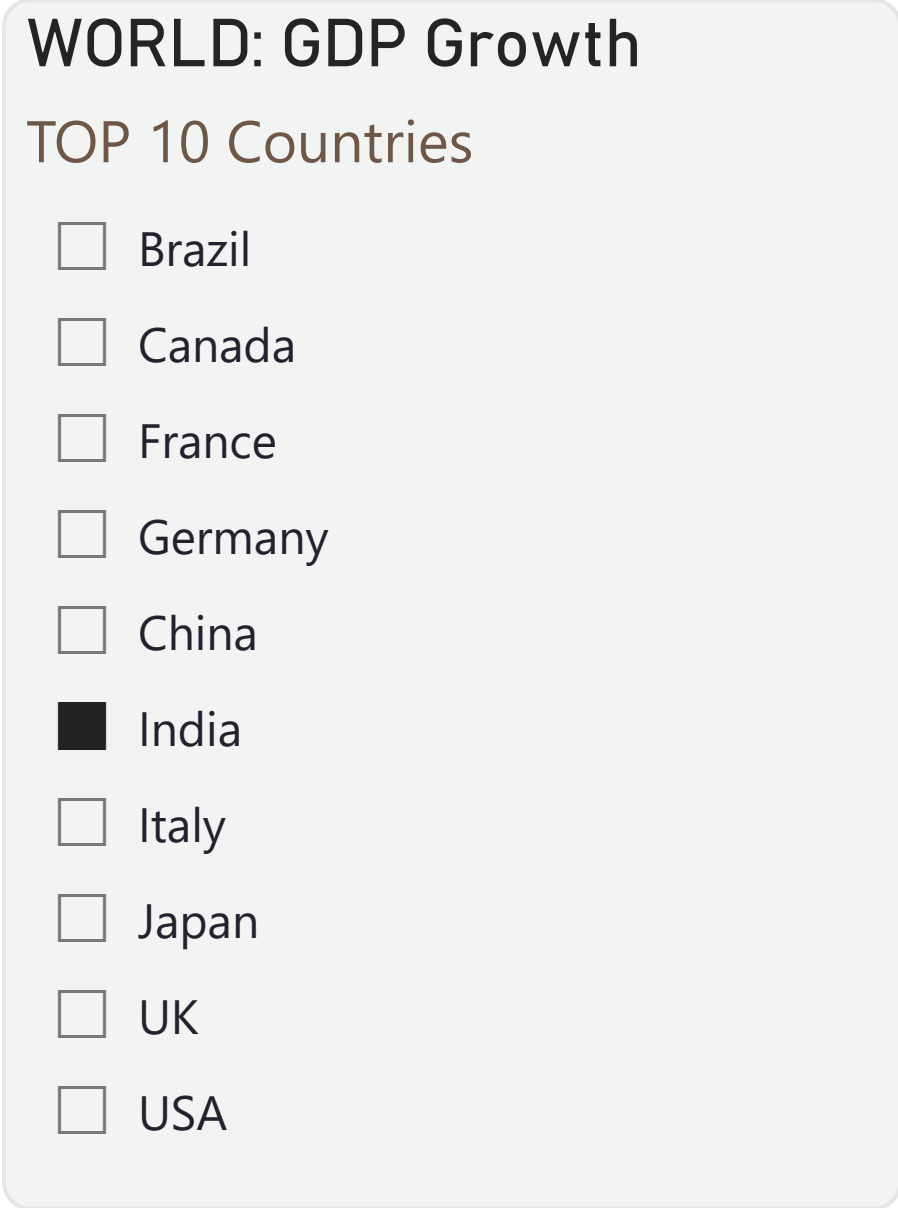 WORLD: GDP Growth
TOP 10 Countries
Brazil
Canada
France
Germany
China
India
Italy
Japan
UK
USA